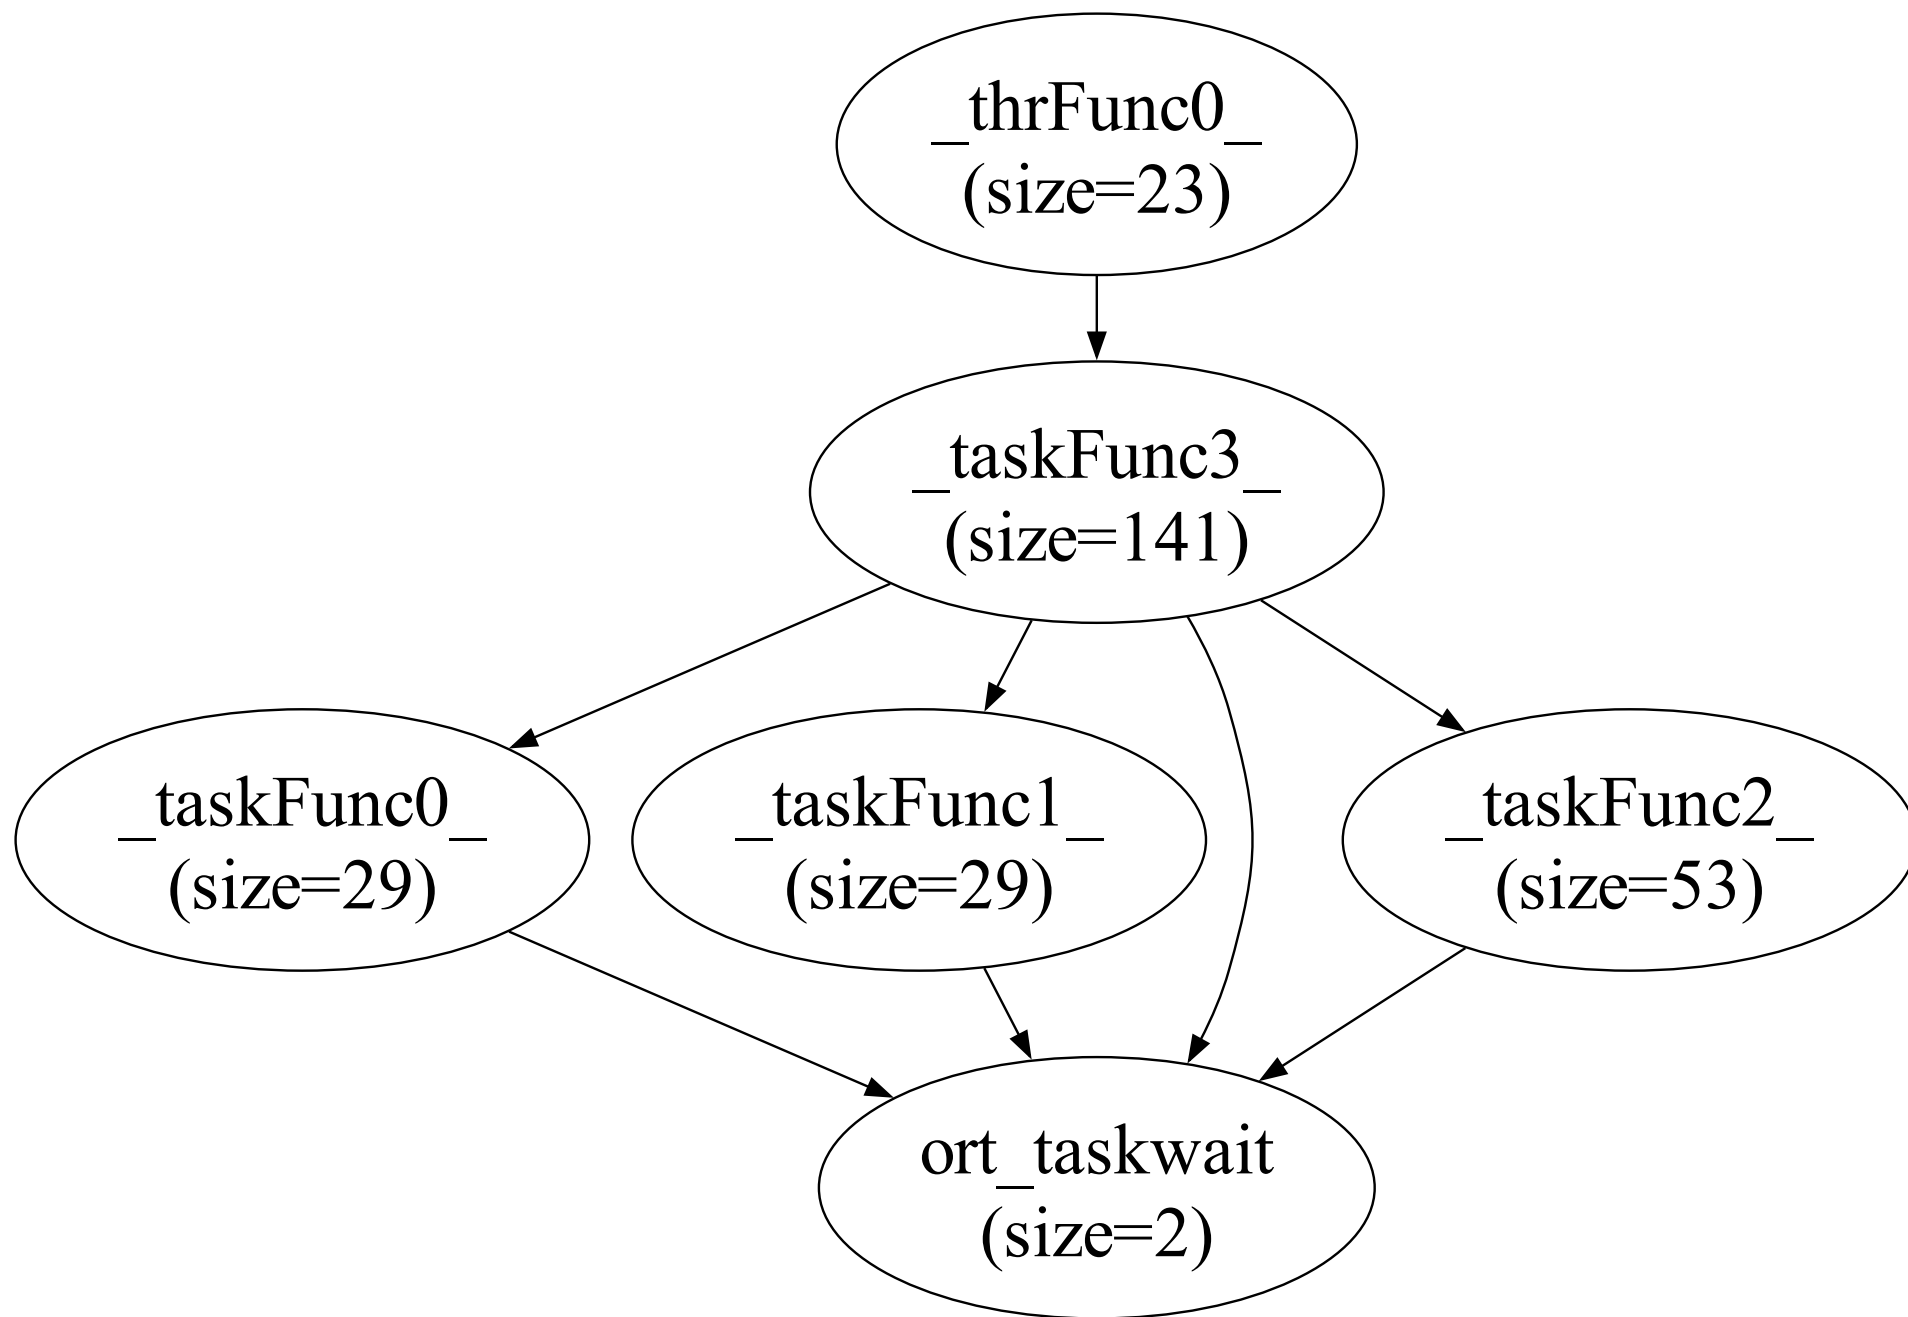 _thrFunc0_
(size=23)
_taskFunc3_
(size=141)
_taskFunc0_
(size=29)
_taskFunc1_
(size=29)
_taskFunc2_
(size=53)
ort_taskwait
(size=2)